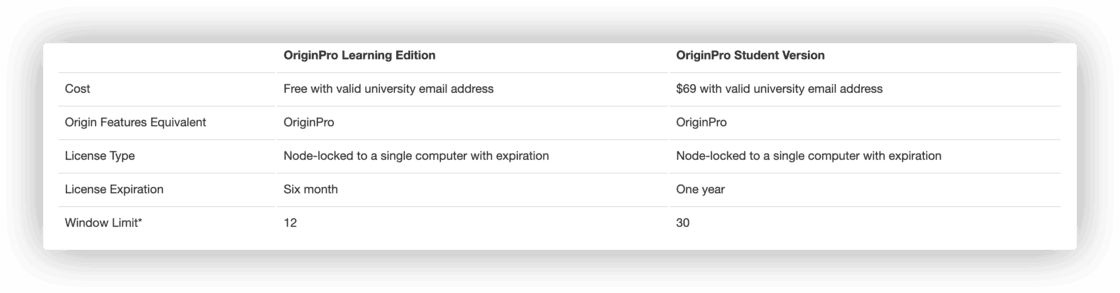 OriginPro Learning Edition OriginPro Student Version
Cost Free with valid university email address $69 with valid university email address
Origin Features Equivalent OriginPro OriginPro
License Type Node-locked to a single computer with expiration Node-locked to a single computer with expiration
License Expiration Six month One year
Window Limit* 12 30